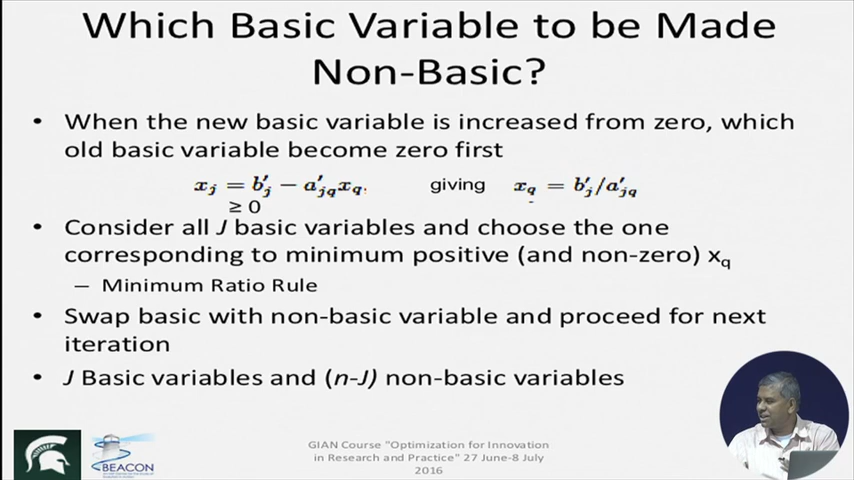 Which Basic Variable to be Made
Non-Basic?
• When the new basic variable is increased from zero, which
old basic variable become zero first
x_j = b'_j − a'_{jq}x_q, giving x_q = b'_j/a'_{jq}
≥ 0
• Consider all J basic variables and choose the one
corresponding to minimum positive (and non-zero) x_q
– Minimum Ratio Rule
• Swap basic with non-basic variable and proceed for next
iteration
• J Basic variables and (n-J) non-basic variables
BEACON
GIAN Course "Optimization for Innovation
in Research and Practice" 27 June-8 July
2016